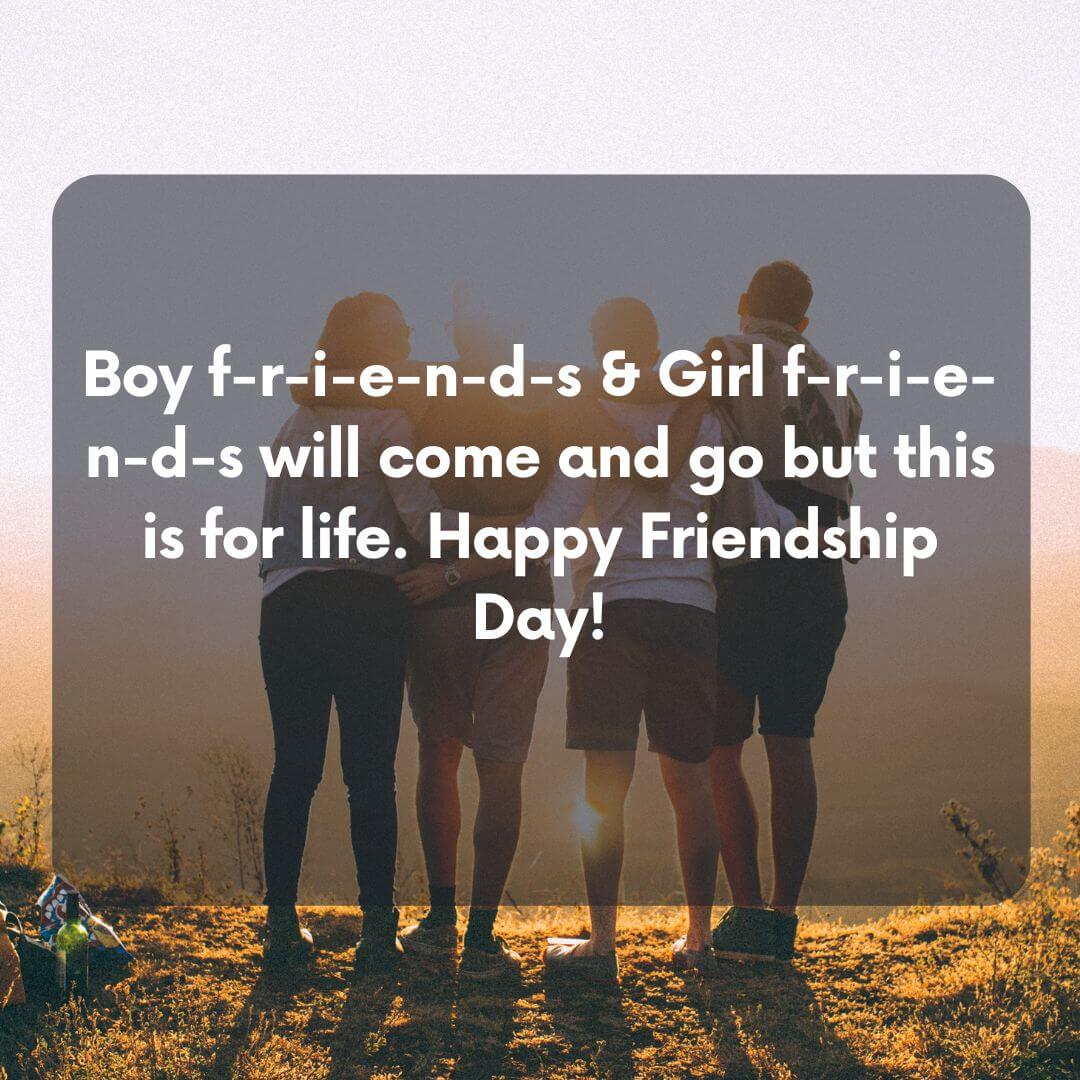 Boy f-r-i-e-n-d-s & Girl f-r-i-e-
n-d-s will come and go but this
is for life. Happy Friendship
Day!